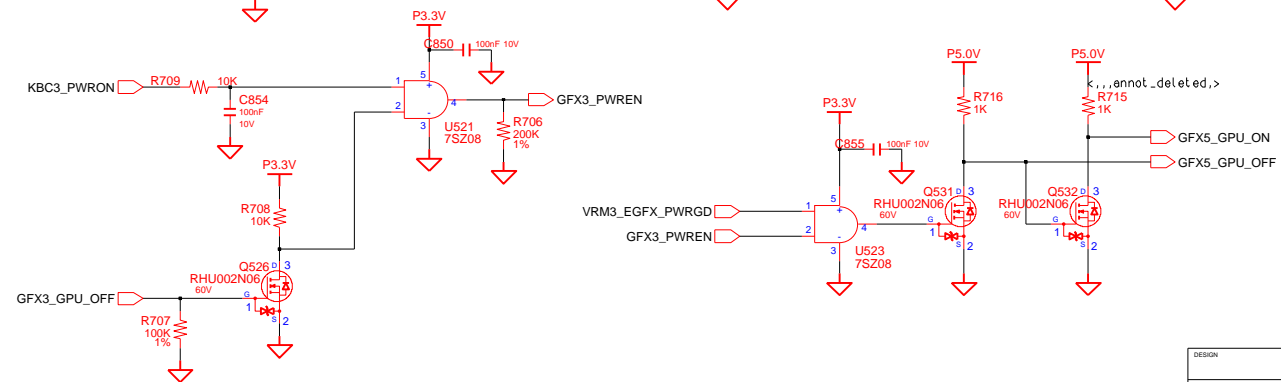 P3.3V
C850
100nF 10V
KBC3_PWRON
R709
10K
C854
100nF
10V
1
2
5
+
-
4
3
U521
7SZ08
GFX3_PWREN
R706
200K
1%
P3.3V
R708
10K
Q526
D
3
RHU002N06
60V
G
1
S
2
GFX3_GPU_OFF
R707
100K
1%
P5.0V
P5.0V
<,,,annot_deleted,>
R716
1K
R715
1K
P3.3V
C855
100nF 10V
GFX5_GPU_ON
GFX5_GPU_OFF
VRM3_EGFX_PWRGD
GFX3_PWREN
1
2
5
+
-
4
3
U523
7SZ08
Q531
D
3
RHU002N06
60V
G
1
S
2
Q532
D
3
RHU002N06
60V
G
1
S
2
DESIGN